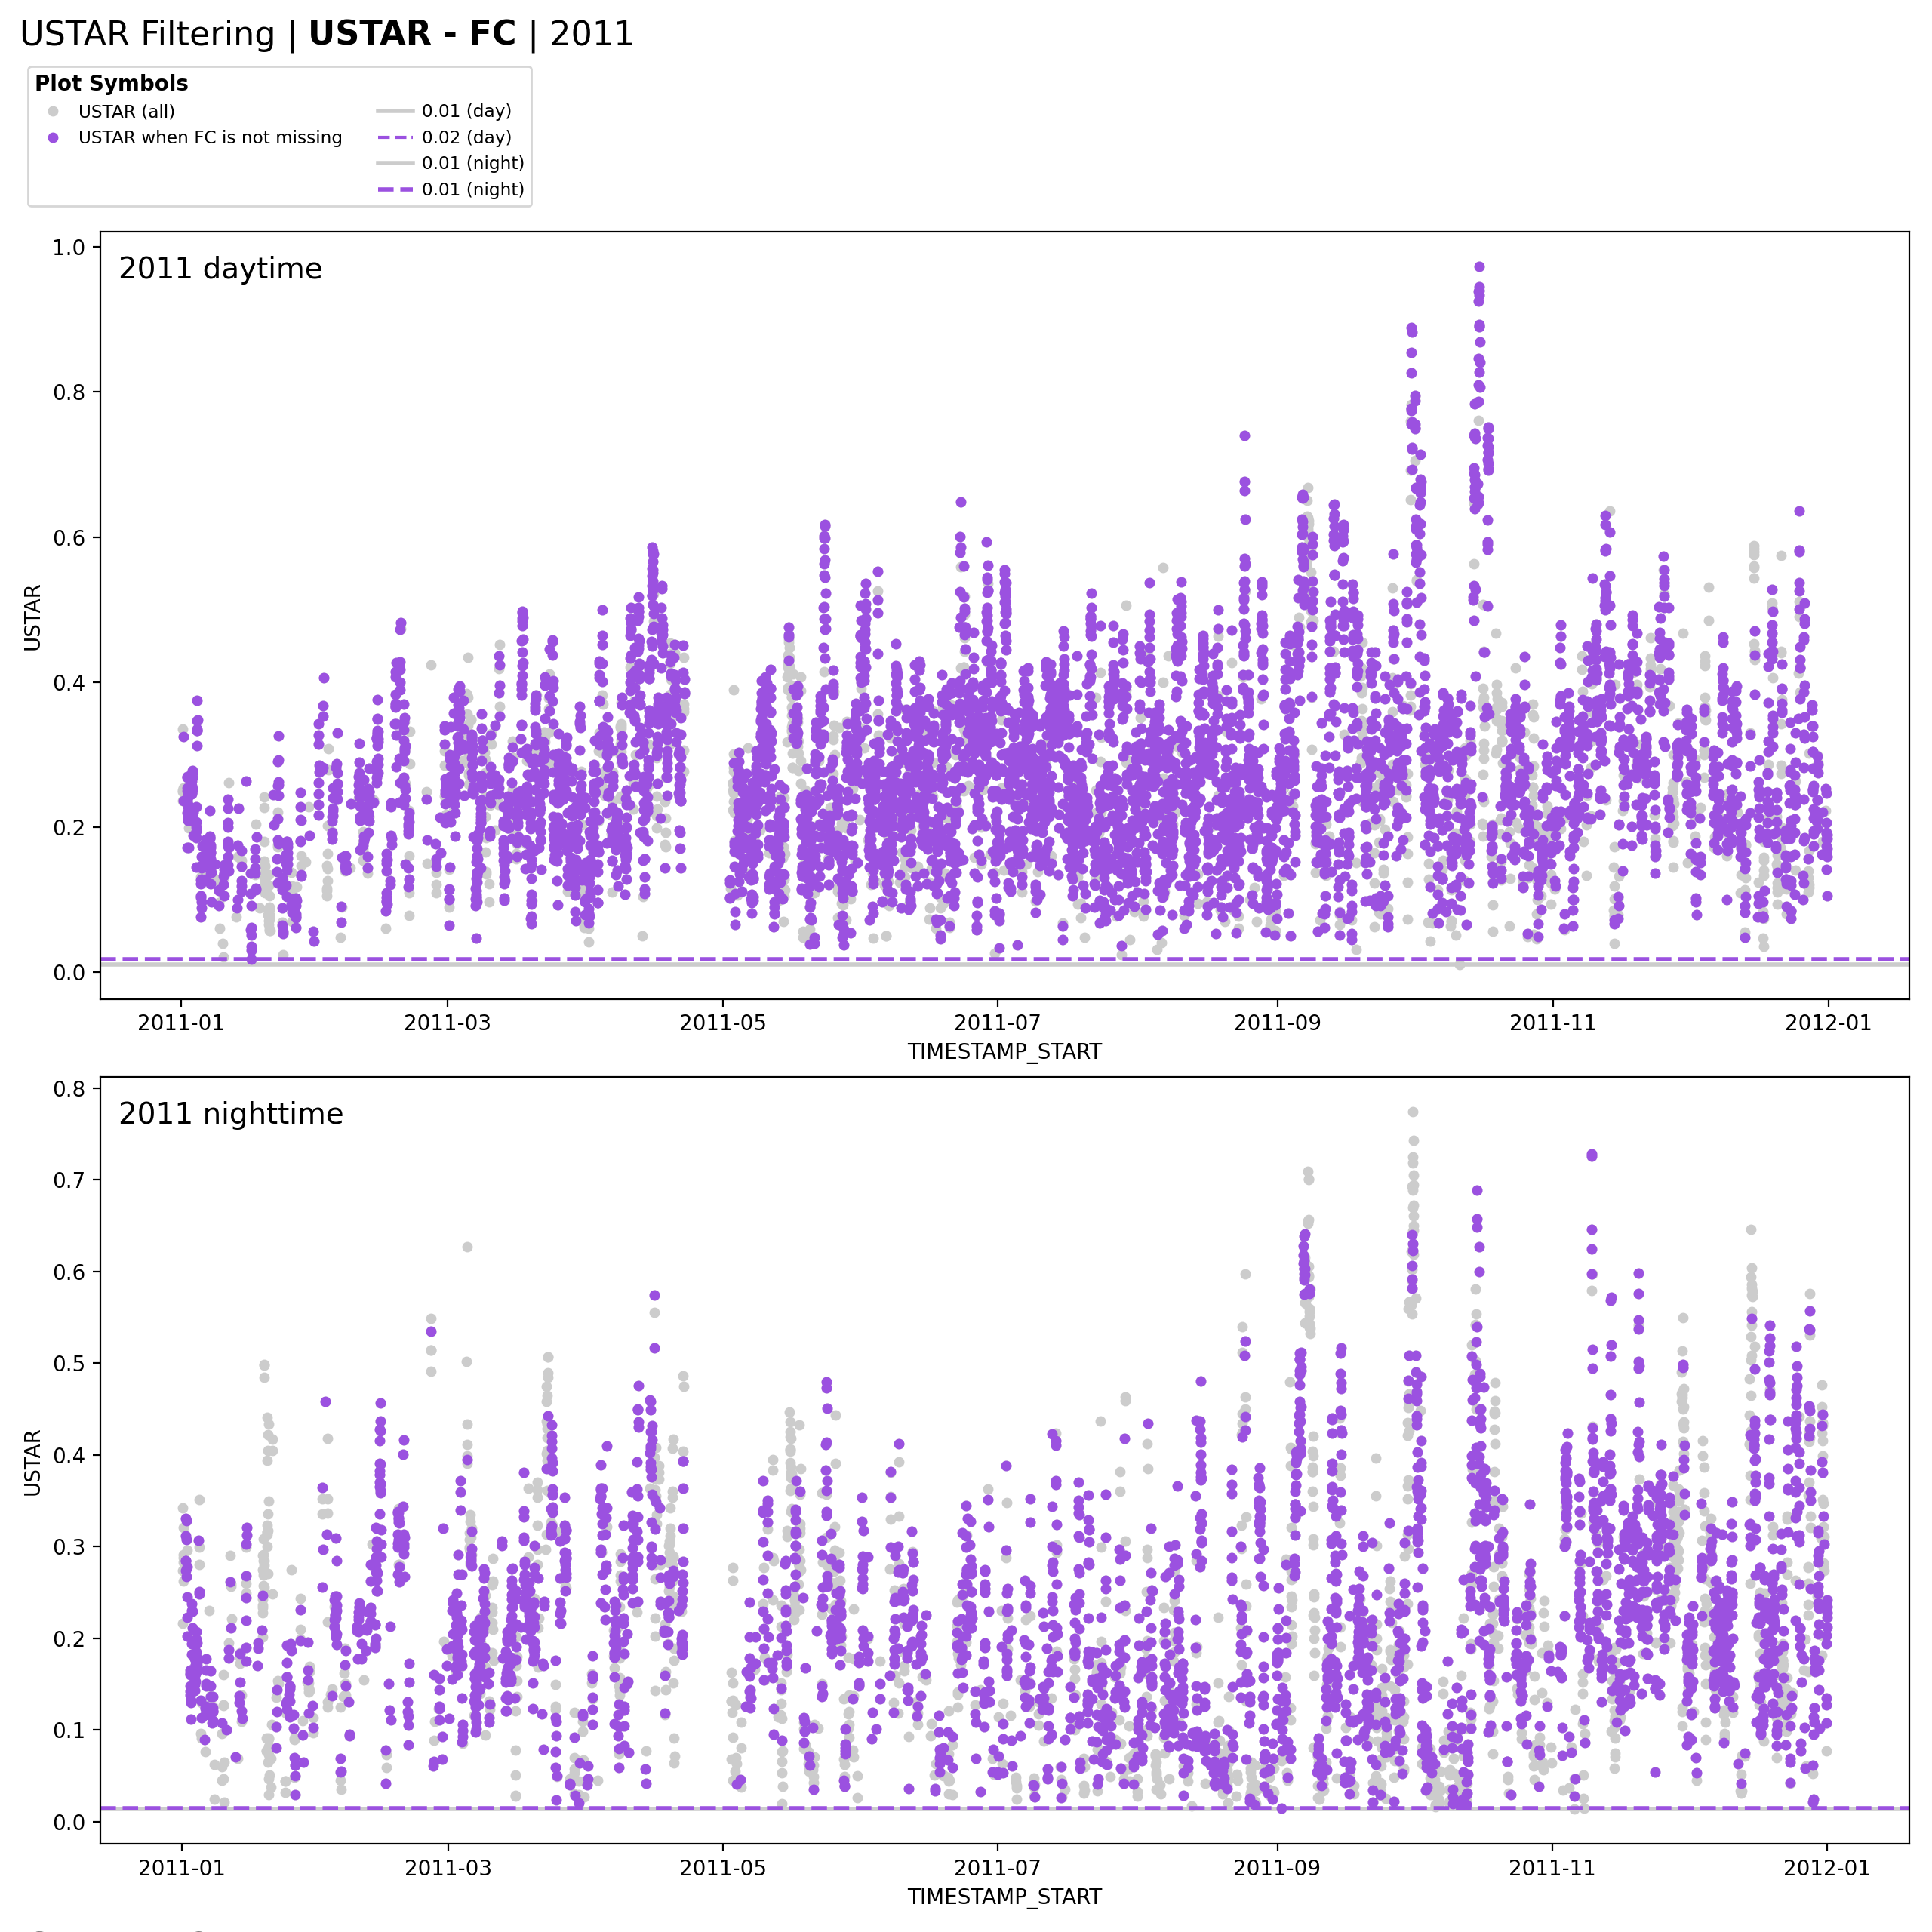 USTAR Filtering | USTAR - FC | 2011
Plot Symbols
USTAR (all)
USTAR when FC is not missing
0.01 (day)
0.02 (day)
0.01 (night)
0.01 (night)
2011 daytime
1.0
0.8
0.6
0.4
0.2
0.0
USTAR
2011-01 2011-03 2011-05 2011-07 2011-09 2011-11 2012-01
TIMESTAMP_START
2011 nighttime
0.8
0.7
0.6
0.5
0.4
0.3
0.2
0.1
0.0
USTAR
2011-01 2011-03 2011-05 2011-07 2011-09 2011-11 2012-01
TIMESTAMP_START